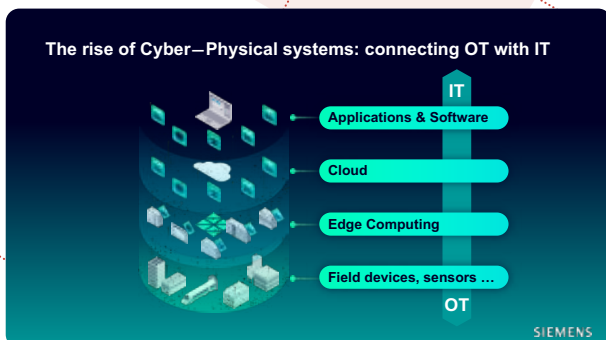 The rise of Cyber—Physical systems: connecting OT with IT
IT
Applications & Software
Cloud
Edge Computing
Field devices, sensors ...
OT
SIEMENS